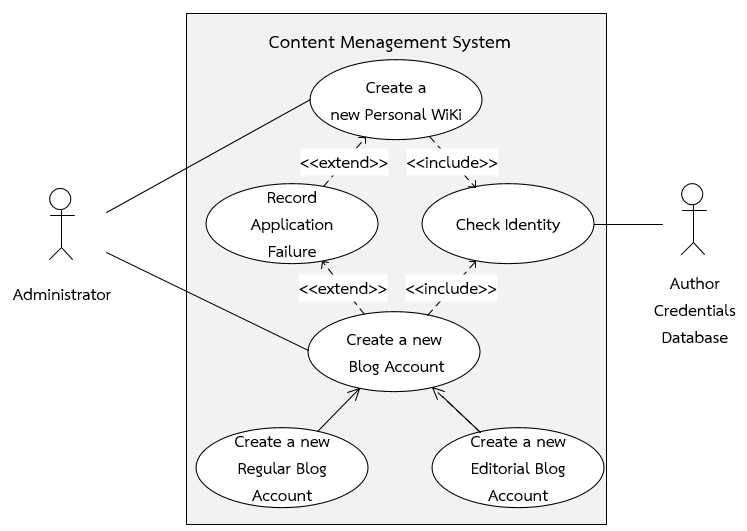 Content Menagement System
Create a
new Personal WiKi
<<extend>>
<<include>>
Record
Application
Failure
Check Identity
Administrator
Author
Credentials
Database
<<extend>>
<<include>>
Create a new
Blog Account
Create a new
Regular Blog
Account
Create a new
Editorial Blog
Account